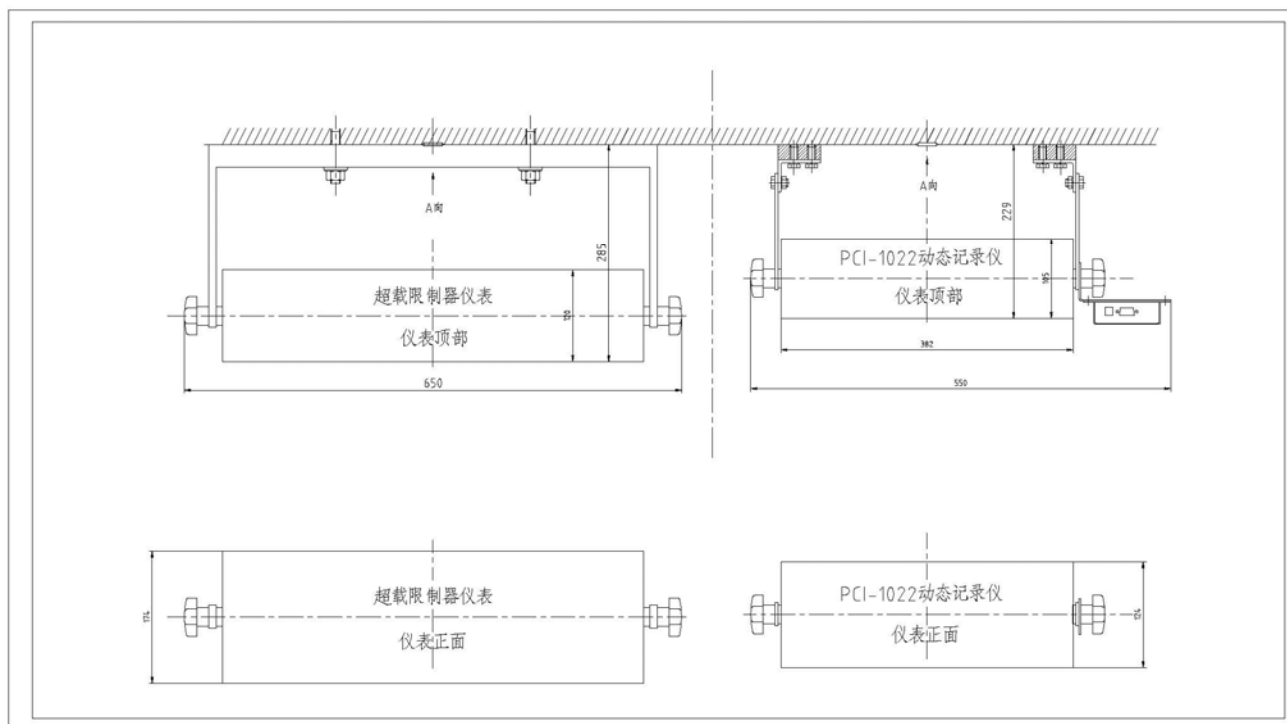 A向
285
超载限制器仪表
120
仪表顶部
650
A向
229
PCI-1022动态记录仪
105
仪表顶部
382
550
174
超载限制器仪表
仪表正面
PCI-1022动态记录仪
124
仪表正面